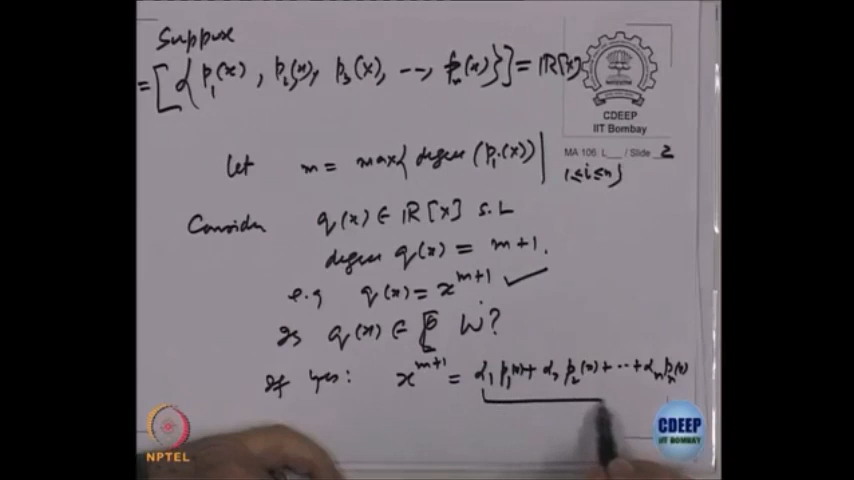 Suppose
= [ { p₁(x), p₂(x), p₃(x), --, pₙ(x) } ] = ℝ[x]
CDEEP
IIT Bombay
MA 106: L___ / Slide 2
Let m = max { degree (pᵢ(x)) | 1≤i≤n }
Consider q(x) ∈ ℝ[x] s.t
degree q(x) = m+1.
e.g q(x) = x^{m+1} ✓
Is q(x) ∈ W?
If yes: x^{m+1} = α₁ p₁(x) + α₂ p₂(x) + ... + αₙ pₙ(x)
NPTEL
CDEEP
IIT BOMBAY